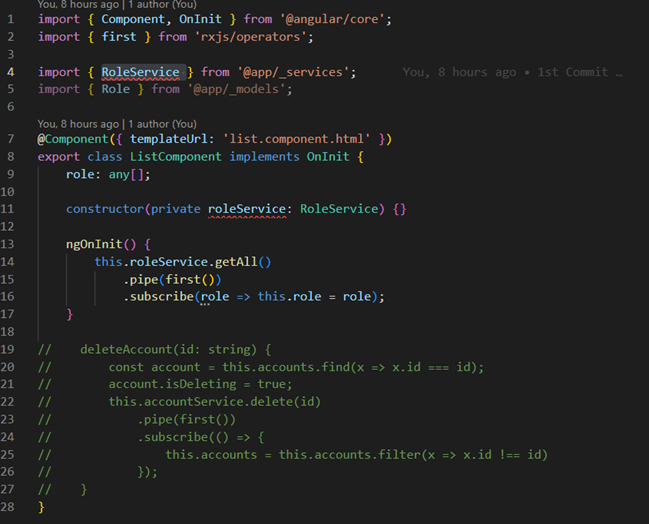 You, 8 hours ago | 1 author (You)
1 import { Component, OnInit } from '@angular/core';
2 import { first } from 'rxjs/operators';
3
4 import { RoleService } from '@app/_services'; You, 8 hours ago • 1st Commit …
5 import { Role } from '@app/_models';
6
You, 8 hours ago | 1 author (You)
7 @Component({ templateUrl: 'list.component.html' })
8 export class ListComponent implements OnInit {
9     role: any[];
10
11     constructor(private roleService: RoleService) {}
12
13     ngOnInit() {
14         this.roleService.getAll()
15             .pipe(first())
16             .subscribe(role => this.role = role);
17     }
18
19 //    deleteAccount(id: string) {
20 //        const account = this.accounts.find(x => x.id === id);
21 //        account.isDeleting = true;
22 //        this.accountService.delete(id)
23 //            .pipe(first())
24 //            .subscribe(() => {
25 //                this.accounts = this.accounts.filter(x => x.id !== id)
26 //            });
27 //    }
28 }